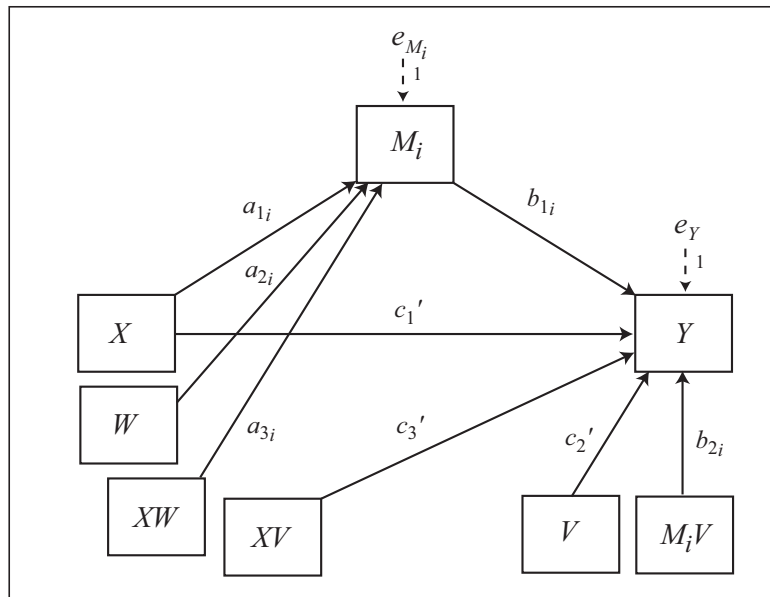 e_{M_i}
1
M_i
a_{1i}
b_{1i}
e_Y
1
a_{2i}
X
c_1′
Y
W
a_{3i}
c_3′
c_2′
b_{2i}
XW
XV
V
M_iV